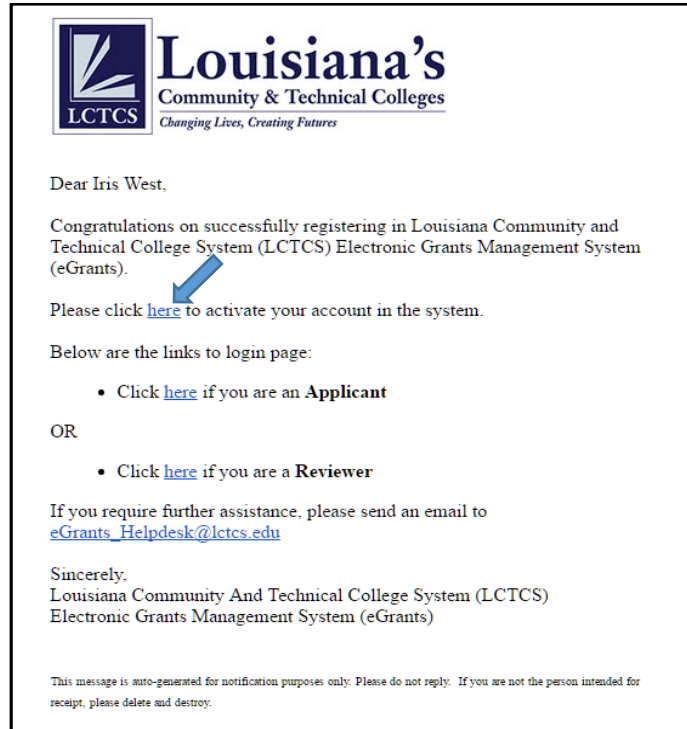 LCTCS
Louisiana's
Community & Technical Colleges
Changing Lives, Creating Futures
Dear Iris West,
Congratulations on successfully registering in Louisiana Community and
Technical College System (LCTCS) Electronic Grants Management System
(eGrants).
Please click here to activate your account in the system.
Below are the links to login page:
• Click here if you are an Applicant
OR
• Click here if you are a Reviewer
If you require further assistance, please send an email to
eGrants_Helpdesk@lctcs.edu
Sincerely,
Louisiana Community And Technical College System (LCTCS)
Electronic Grants Management System (eGrants)
This message is auto-generated for notification purposes only. Please do not reply. If you are not the person intended for
receipt, please delete and destroy.